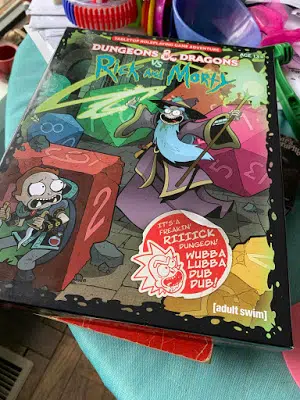 TABLETOP ROLEPLAYING GAME ADVENTURE
DUNGEONS & DRAGONS
VS
Rick and Morty
IT'S A
FREAKIN'
RIIIICK
DUNGEON!
WUBBA
LUBBA
DUB
DUB!
[adult swim]